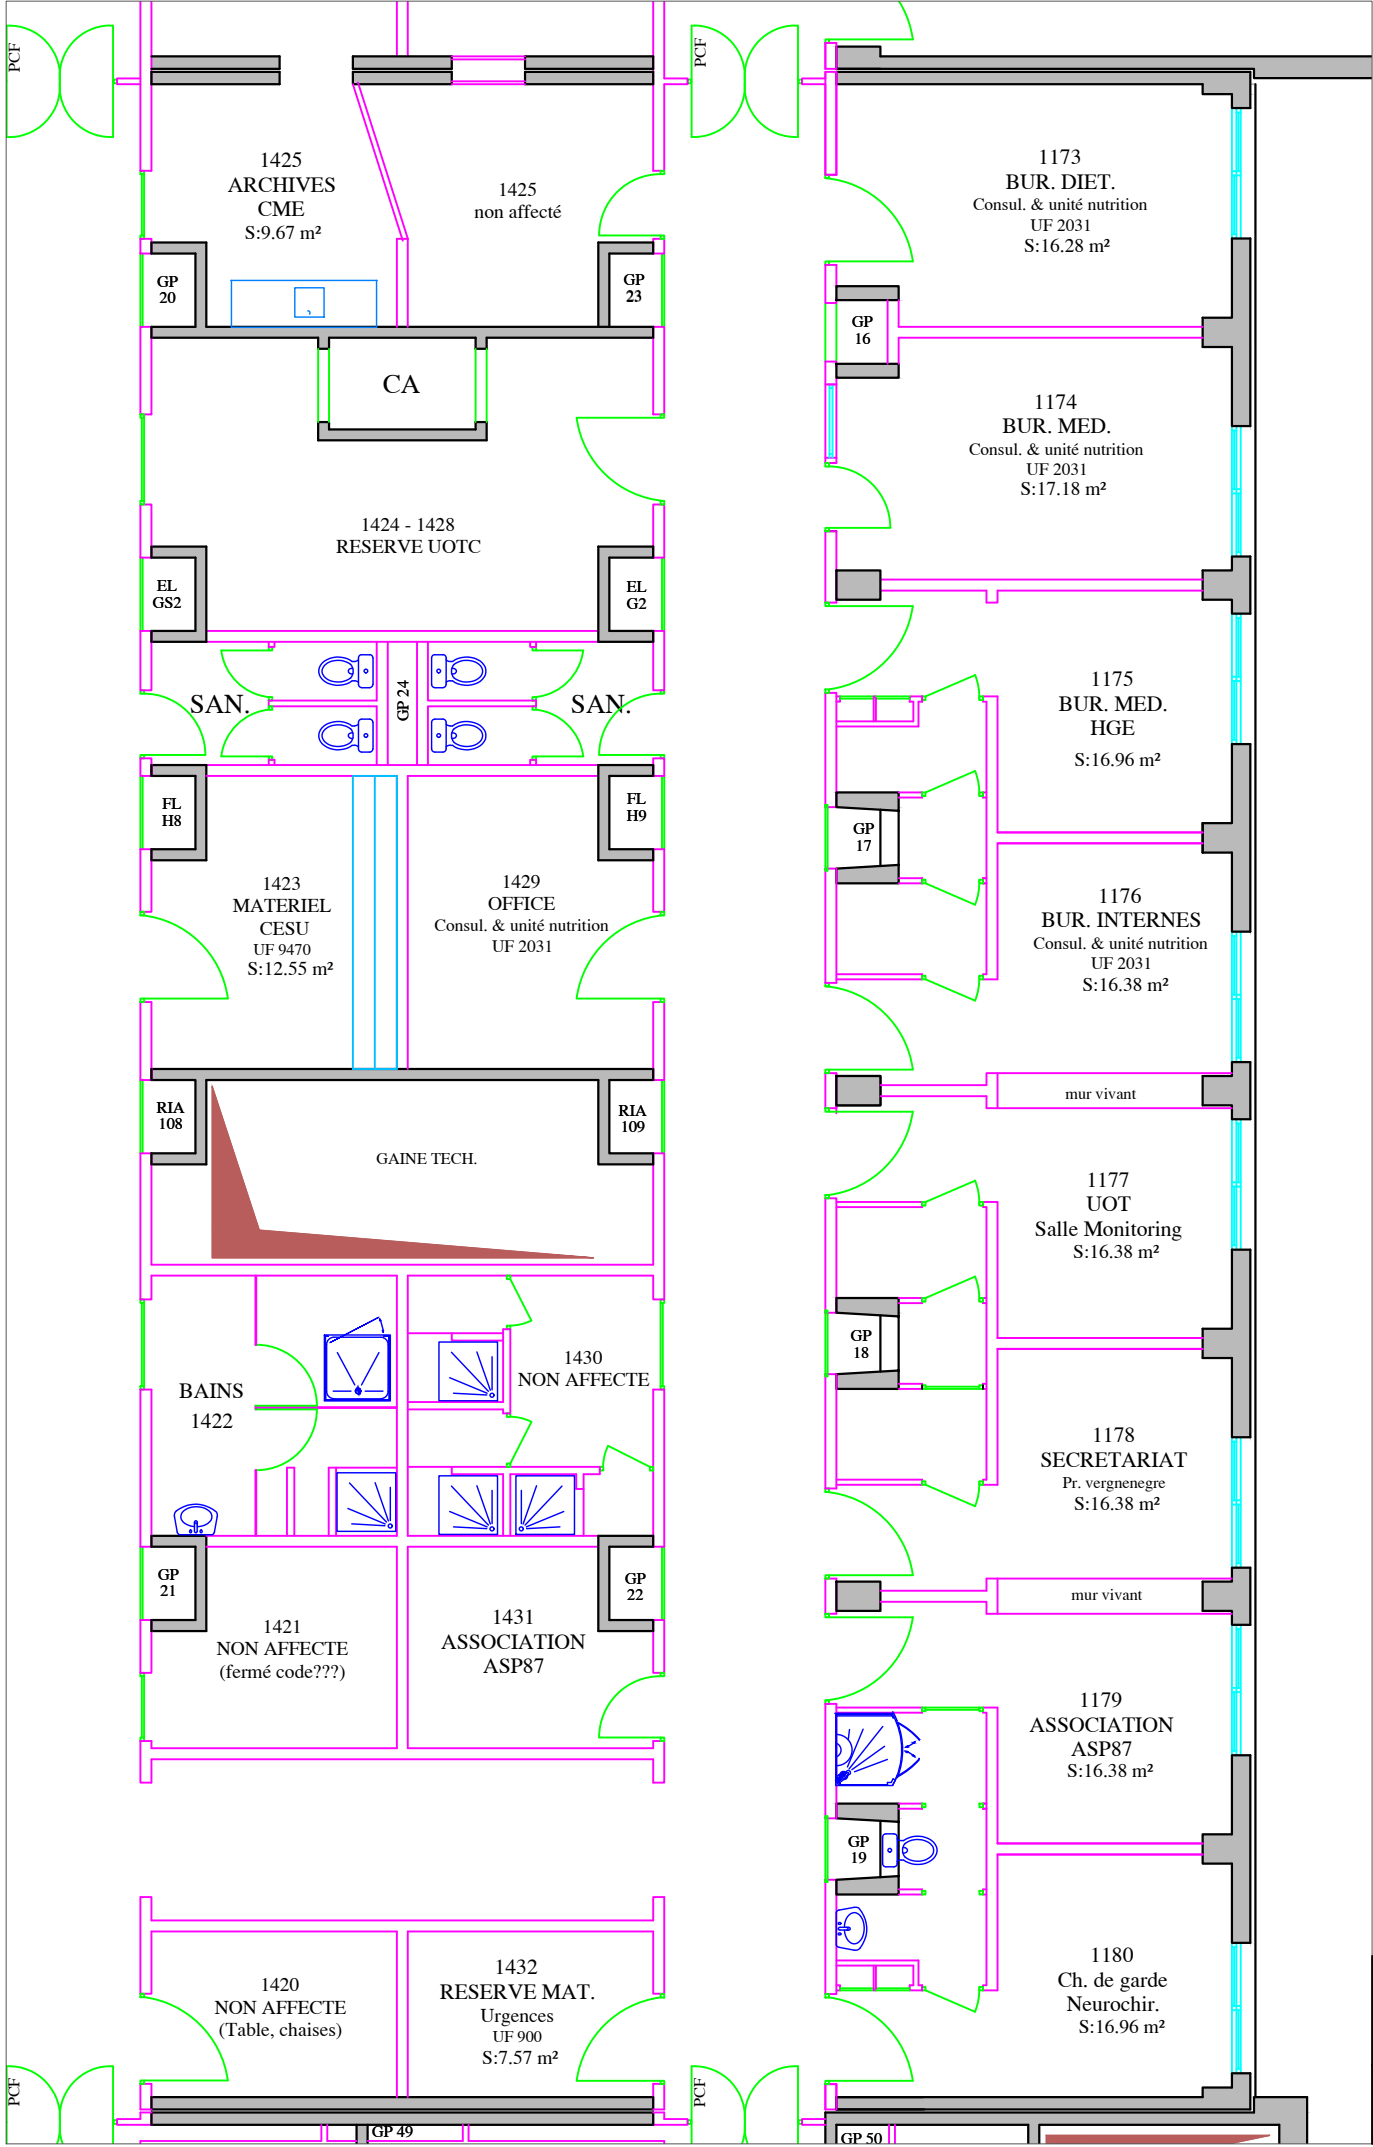 PCF
PCF
1425
ARCHIVES
CME
S:9.67 m²
1425
non affecté
GP
20
GP
23
CA
1424 - 1428
RESERVE UOTC
EL
GS2
EL
G2
SAN.
GP 24
SAN.
FL
H8
FL
H9
1423
MATERIEL
CESU
UF 9470
S:12.55 m²
1429
OFFICE
Consul. & unité nutrition
UF 2031
RIA
108
RIA
109
GAINE TECH.
BAINS
1422
1430
NON AFFECTE
GP
21
GP
22
1421
NON AFFECTE
(fermé code???)
1431
ASSOCIATION
ASP87
1420
NON AFFECTE
(Table, chaises)
1432
RESERVE MAT.
Urgences
UF 900
S:7.57 m²
PCF
PCF
GP 49
1173
BUR. DIET.
Consul. & unité nutrition
UF 2031
S:16.28 m²
GP
16
1174
BUR. MED.
Consul. & unité nutrition
UF 2031
S:17.18 m²
1175
BUR. MED.
HGE
S:16.96 m²
GP
17
1176
BUR. INTERNES
Consul. & unité nutrition
UF 2031
S:16.38 m²
mur vivant
1177
UOT
Salle Monitoring
S:16.38 m²
GP
18
1178
SECRETARIAT
Pr. vergnenegre
S:16.38 m²
mur vivant
1179
ASSOCIATION
ASP87
S:16.38 m²
GP
19
1180
Ch. de garde
Neurochir.
S:16.96 m²
GP 50